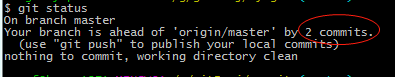 $ git status
On branch master
Your branch is ahead of 'origin/master' by 2 commits.
  (use "git push" to publish your local commits)
nothing to commit, working directory clean